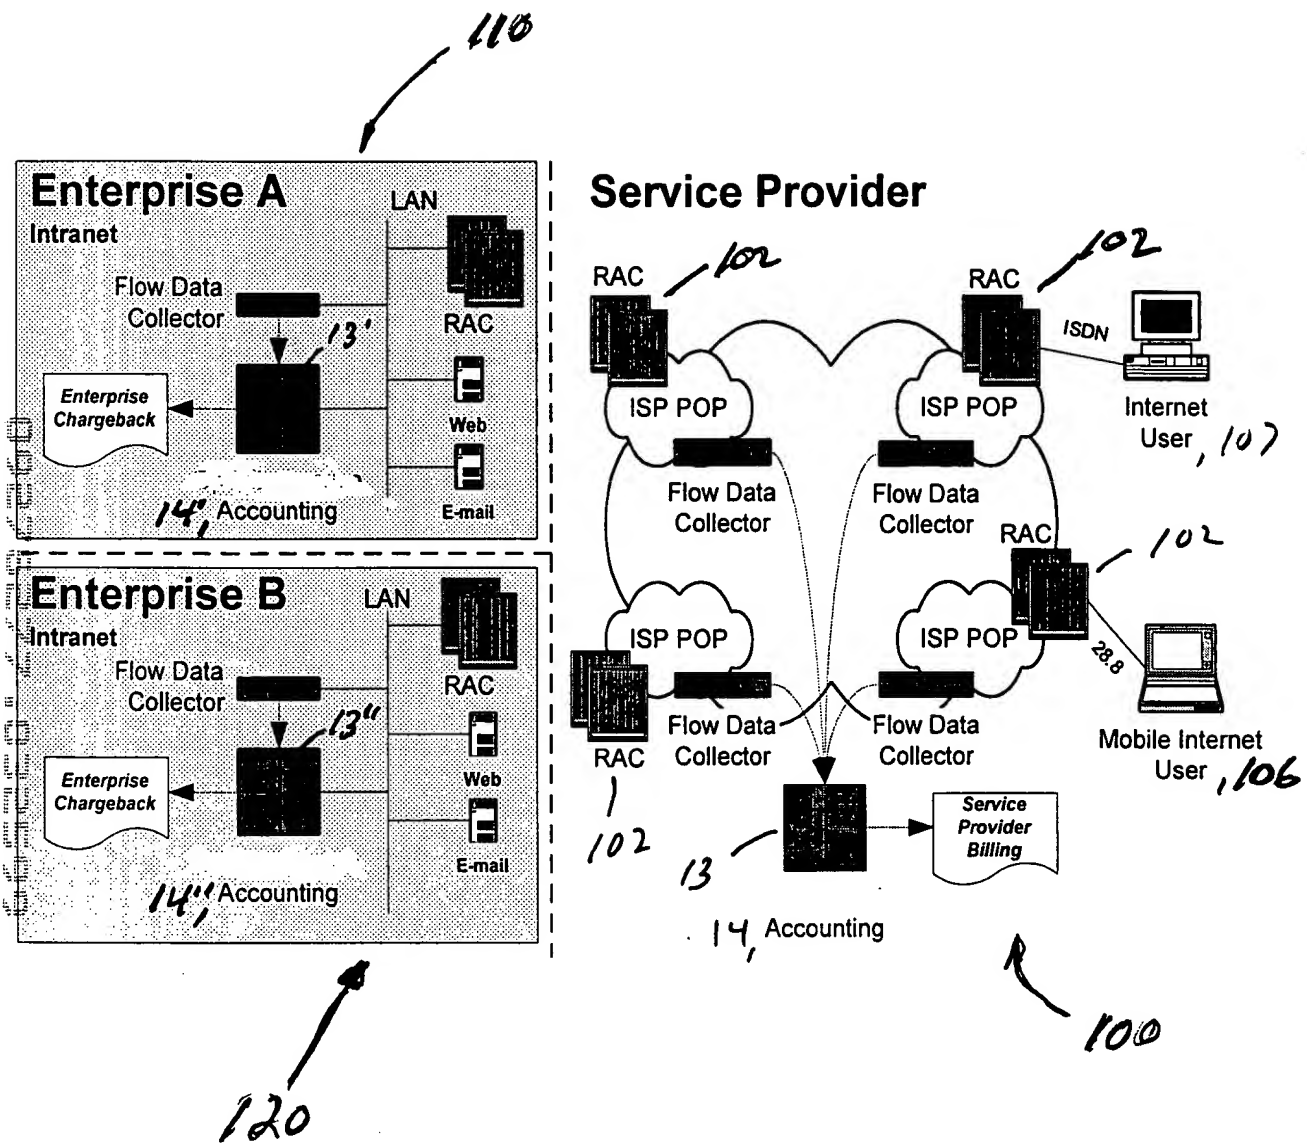 110
Enterprise A
Intranet
LAN
Flow Data
Collector
RAC
13'
Enterprise
Chargeback
Web
14', Accounting
E-mail
Enterprise B
Intranet
LAN
Flow Data
Collector
RAC
13"
Enterprise
Chargeback
Web
E-mail
14", Accounting
120
Service Provider
RAC
102
RAC
102
ISDN
ISP POP
ISP POP
Internet
User, 107
Flow Data
Collector
Flow Data
Collector
RAC
102
ISP POP
ISP POP
28.8
Flow Data
Collector
Flow Data
Collector
RAC
102
Mobile Internet
User, 106
13
Service
Provider
Billing
14, Accounting
100